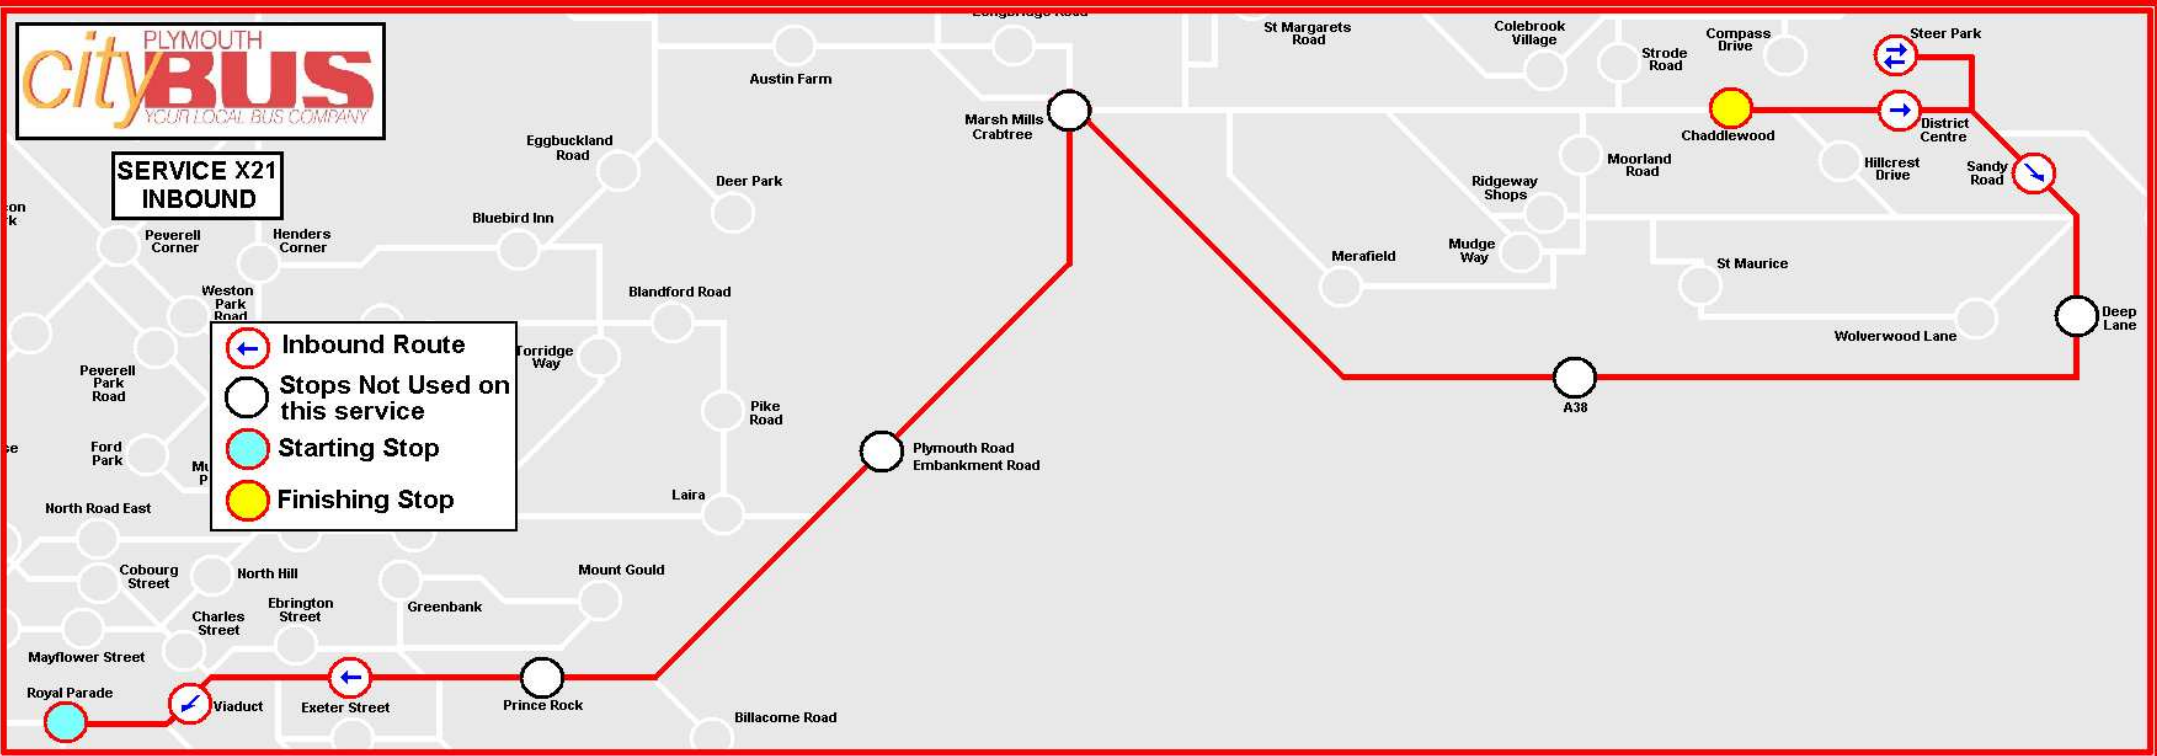 PLYMOUTH
cityBUS
YOUR LOCAL BUS COMPANY
SERVICE X21
INBOUND
Longbridge Road
Austin Farm
Marsh Mills
Crabtree
St Margarets
Road
Colebrook
Village
Strode
Road
Compass
Drive
Steer Park
Chaddlewood
District
Centre
Sandy
Road
Hillcrest
Drive
Moorland
Road
Ridgeway
Shops
Mudge
Way
Merafield
St Maurice
Wolverwood Lane
Deep
Lane
A38
Eggbuckland
Road
Deer Park
Bluebird Inn
Peverell
Corner
Henders
Corner
Weston
Park
Road
Blandford Road
Torridge
Way
Peverell
Park
Road
Pike
Road
Ford
Park
Mu
P
Inbound Route
Stops Not Used on
this service
Starting Stop
Finishing Stop
Plymouth Road
Embankment Road
Laira
North Road East
Cobourg
Street
North Hill
Mount Gould
Greenbank
Ebrington
Street
Charles
Street
Mayflower Street
Royal Parade
Viaduct
Exeter Street
Prince Rock
Billacome Road